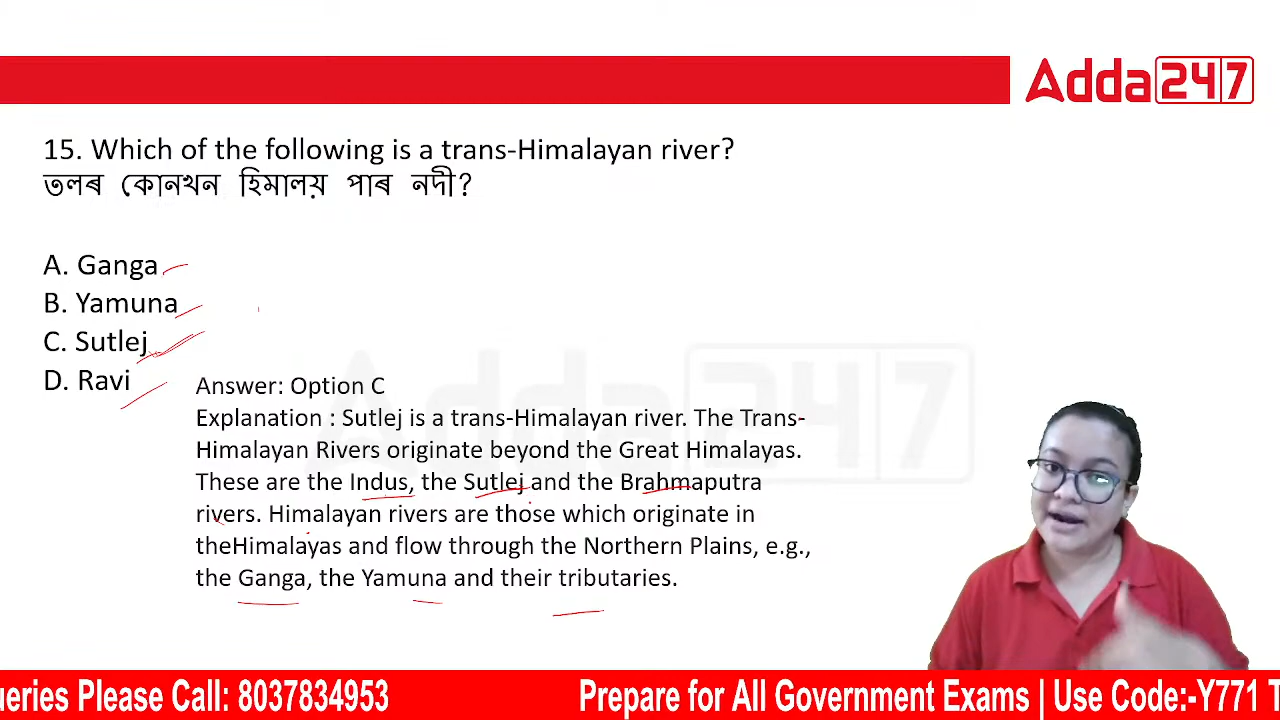 Adda247
15. Which of the following is a trans-Himalayan river?
তলৰ কোনখন হিমালয় পাৰ নদী?
A. Ganga
B. Yamuna
C. Sutlej
D. Ravi
Answer: Option C
Explanation : Sutlej is a trans-Himalayan river. The Trans-
Himalayan Rivers originate beyond the Great Himalayas.
These are the Indus, the Sutlej and the Brahmaputra
rivers. Himalayan rivers are those which originate in
theHimalayas and flow through the Northern Plains, e.g.,
the Ganga, the Yamuna and their tributaries.
Adda247
ueries Please Call: 8037834953 Prepare for All Government Exams | Use Code:-Y771 T